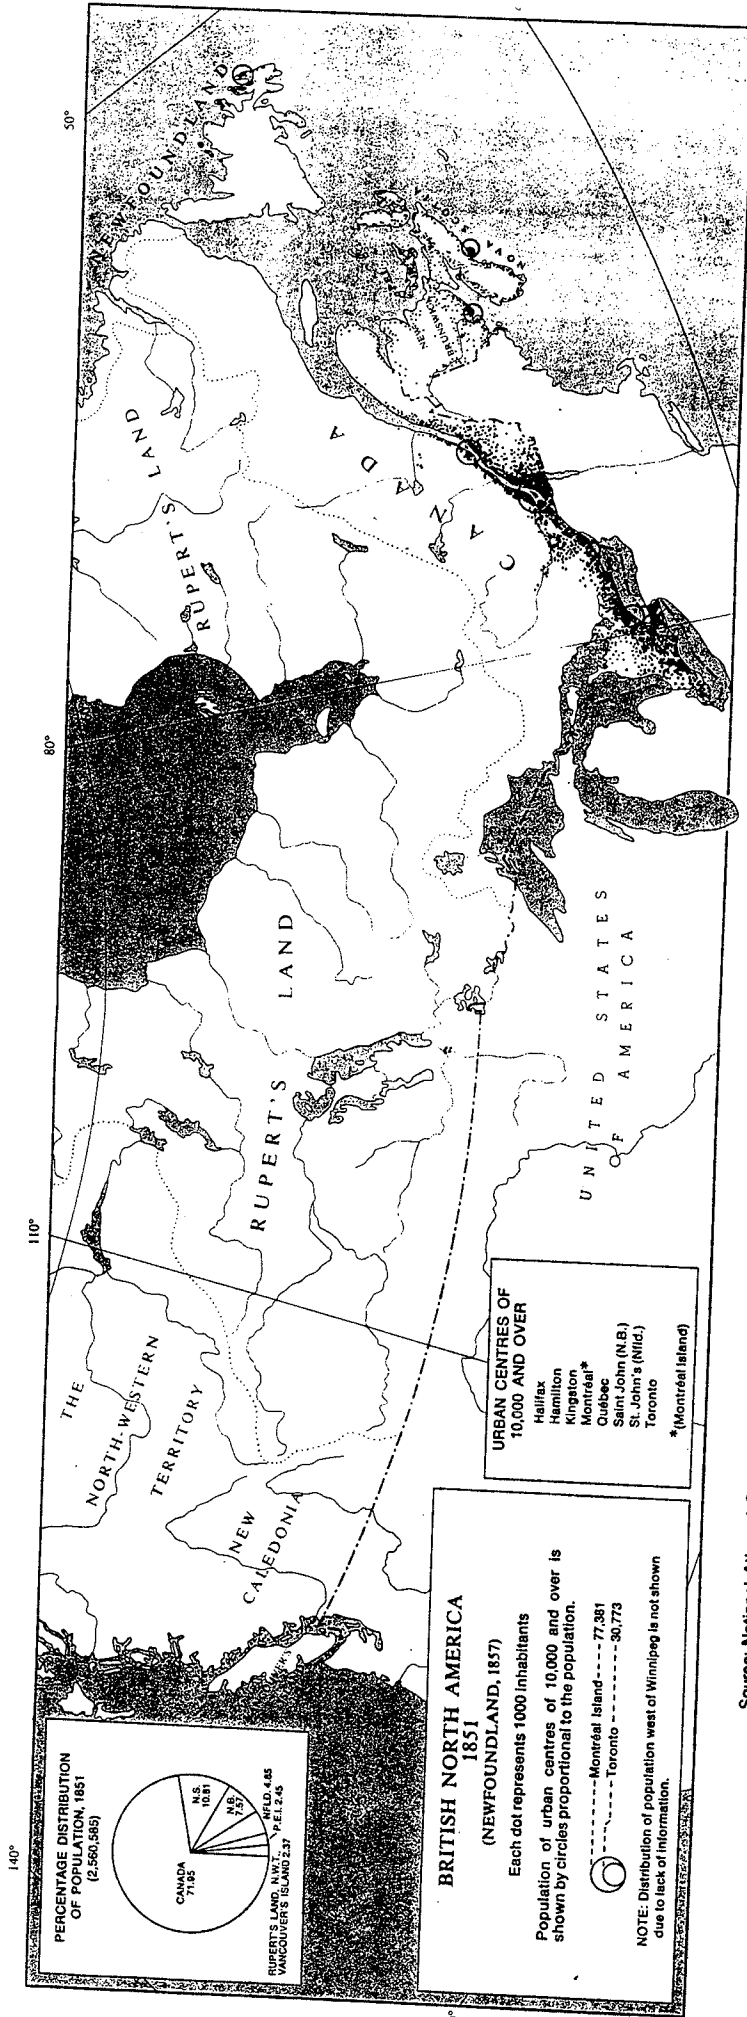 140°
110°
80°
50°
PERCENTAGE DISTRIBUTION
OF POPULATION, 1851
(2,560,585)
CANADA
71.95
N.S.
10.81
N.B.
7.57
NFLD. 4.85
P.E.I. 2.45
RUPERT'S LAND, N.W.T.,
VANCOUVER'S ISLAND 2.37
BRITISH NORTH AMERICA
1851
(NEWFOUNDLAND, 1857)
Each dot represents 1000 inhabitants
Population of urban centres of 10,000 and over is
shown by circles proportional to the population.
Montréal Island 77,381
Toronto 30,773
NOTE: Distribution of population west of Winnipeg is not shown
due to lack of information.
URBAN CENTRES OF
10,000 AND OVER
Halifax
Hamilton
Kingston
Montréal*
Québec
Saint John (N.B.)
St. John's (Nfld.)
Toronto
*(Montréal Island)
THE
NORTH-WESTERN
TERRITORY
NEW
CALEDONIA
RUPERT'S
LAND
UNITED STATES
OF AMERICA
RUPERT'S LAND
CANADA
NEWFOUNDLAND
NEW
BRUNSWICK
NOVA SCOTIA
Source: National